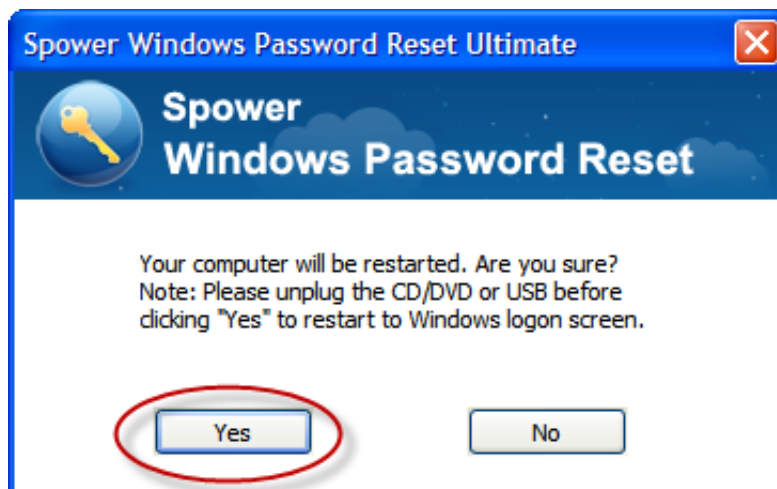 Spower Windows Password Reset Ultimate
Spower
Windows Password Reset
Your computer will be restarted. Are you sure?
Note: Please unplug the CD/DVD or USB before
clicking "Yes" to restart to Windows logon screen.
Yes
No